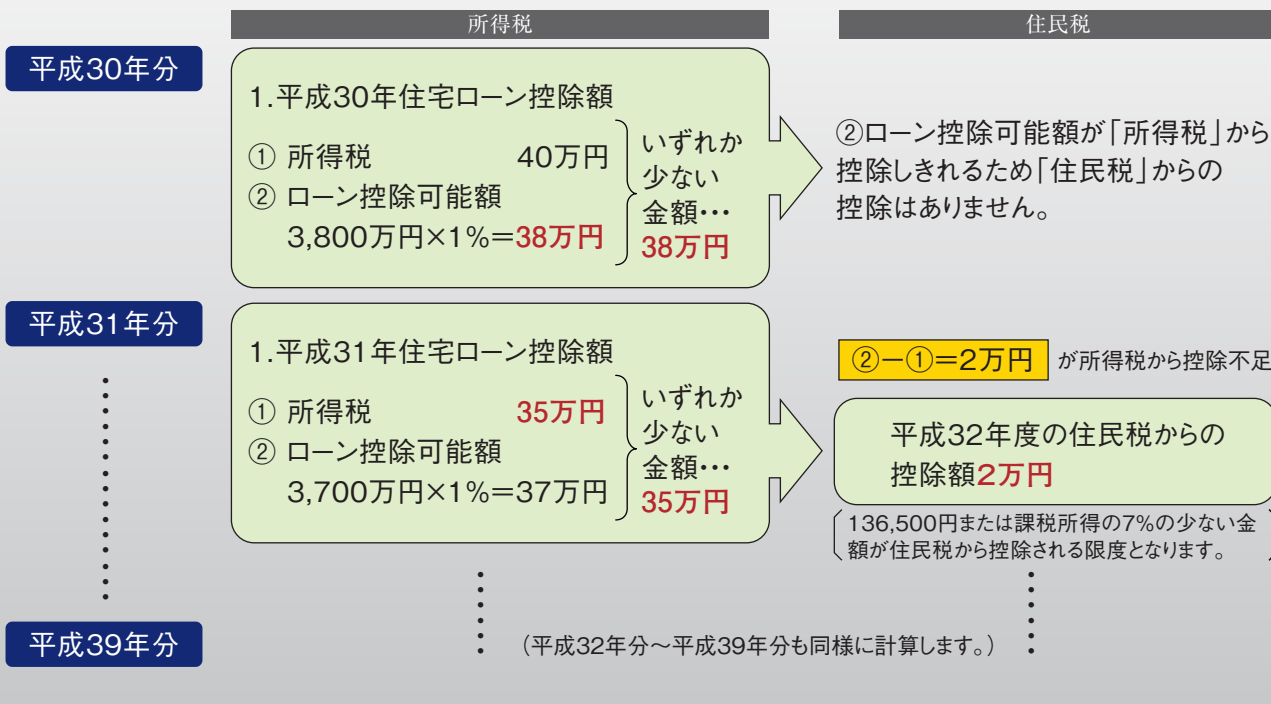 所得税
住民税
平成30年分
1.平成30年住宅ローン控除額
① 所得税 40万円
② ローン控除可能額
3,800万円×1%＝38万円
いずれか
少ない
金額…
38万円
②ローン控除可能額が「所得税」から
控除しきれるため「住民税」からの
控除はありません。
平成31年分
1.平成31年住宅ローン控除額
① 所得税 35万円
② ローン控除可能額
3,700万円×1%＝37万円
いずれか
少ない
金額…
35万円
②－①＝2万円 が所得税から控除不足
平成32年度の住民税からの
控除額2万円
136,500円または課税所得の7%の少ない金
額が住民税から控除される限度となります。
平成39年分
（平成32年分～平成39年分も同様に計算します。）